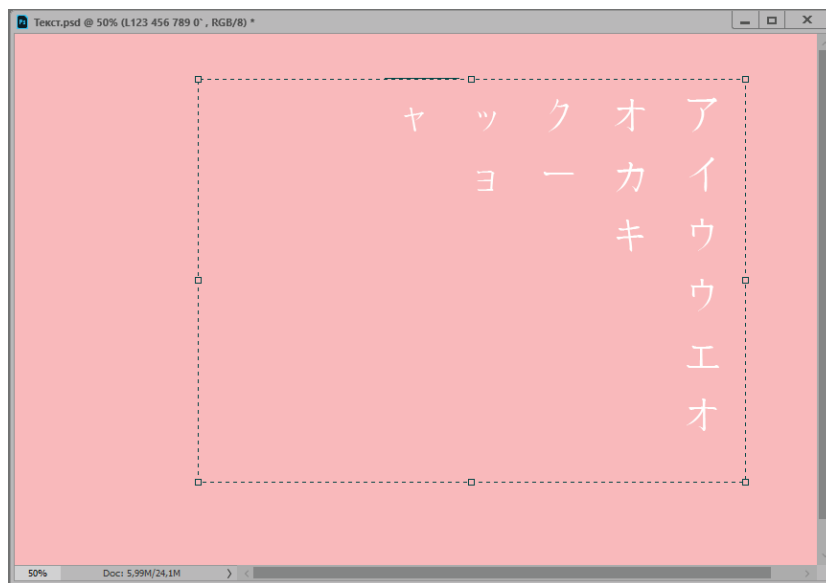 Текст.psd @ 50% (L123 456 789 0` , RGB/8) *
アイウウエオ
オカキ
クー
ッョ
ャ
50%
Doc: 5,99M/24,1M